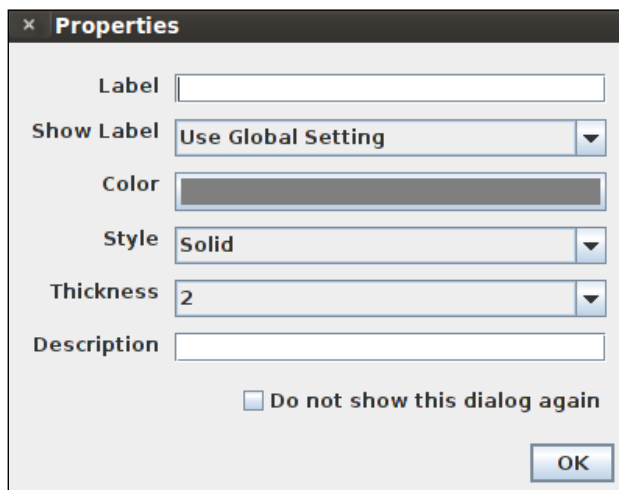 × Properties
Label
Show Label Use Global Setting
Color
Style Solid
Thickness 2
Description
Do not show this dialog again
OK